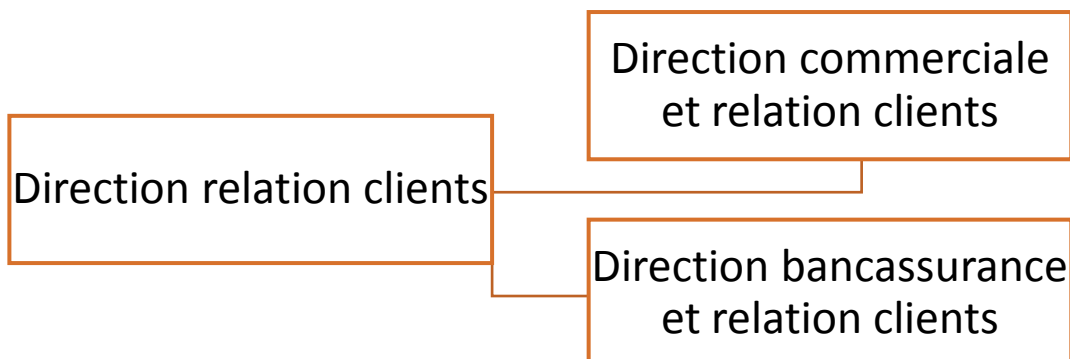 Direction commerciale
et relation clients
Direction relation clients
Direction bancassurance
et relation clients